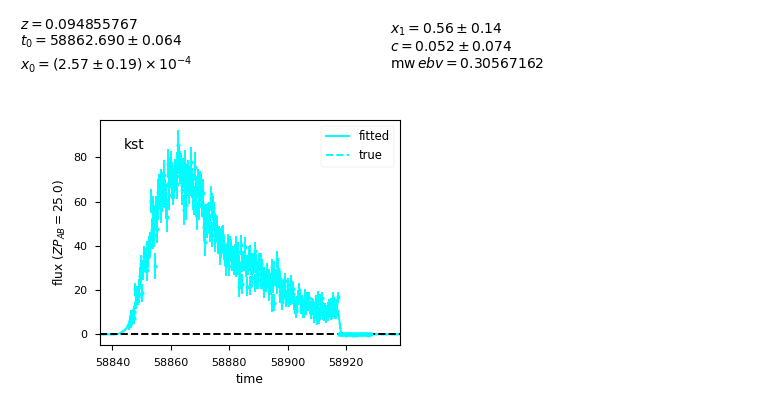 z = 0.094855767
t₀ = 58862.690 ± 0.064
x₀ = (2.57 ± 0.19) × 10⁻⁴
x₁ = 0.56 ± 0.14
c = 0.052 ± 0.074
mw ebv = 0.30567162
kst
fitted
true
flux (ZP_AB = 25.0)
80
60
40
20
0
58840 58860 58880 58900 58920
time